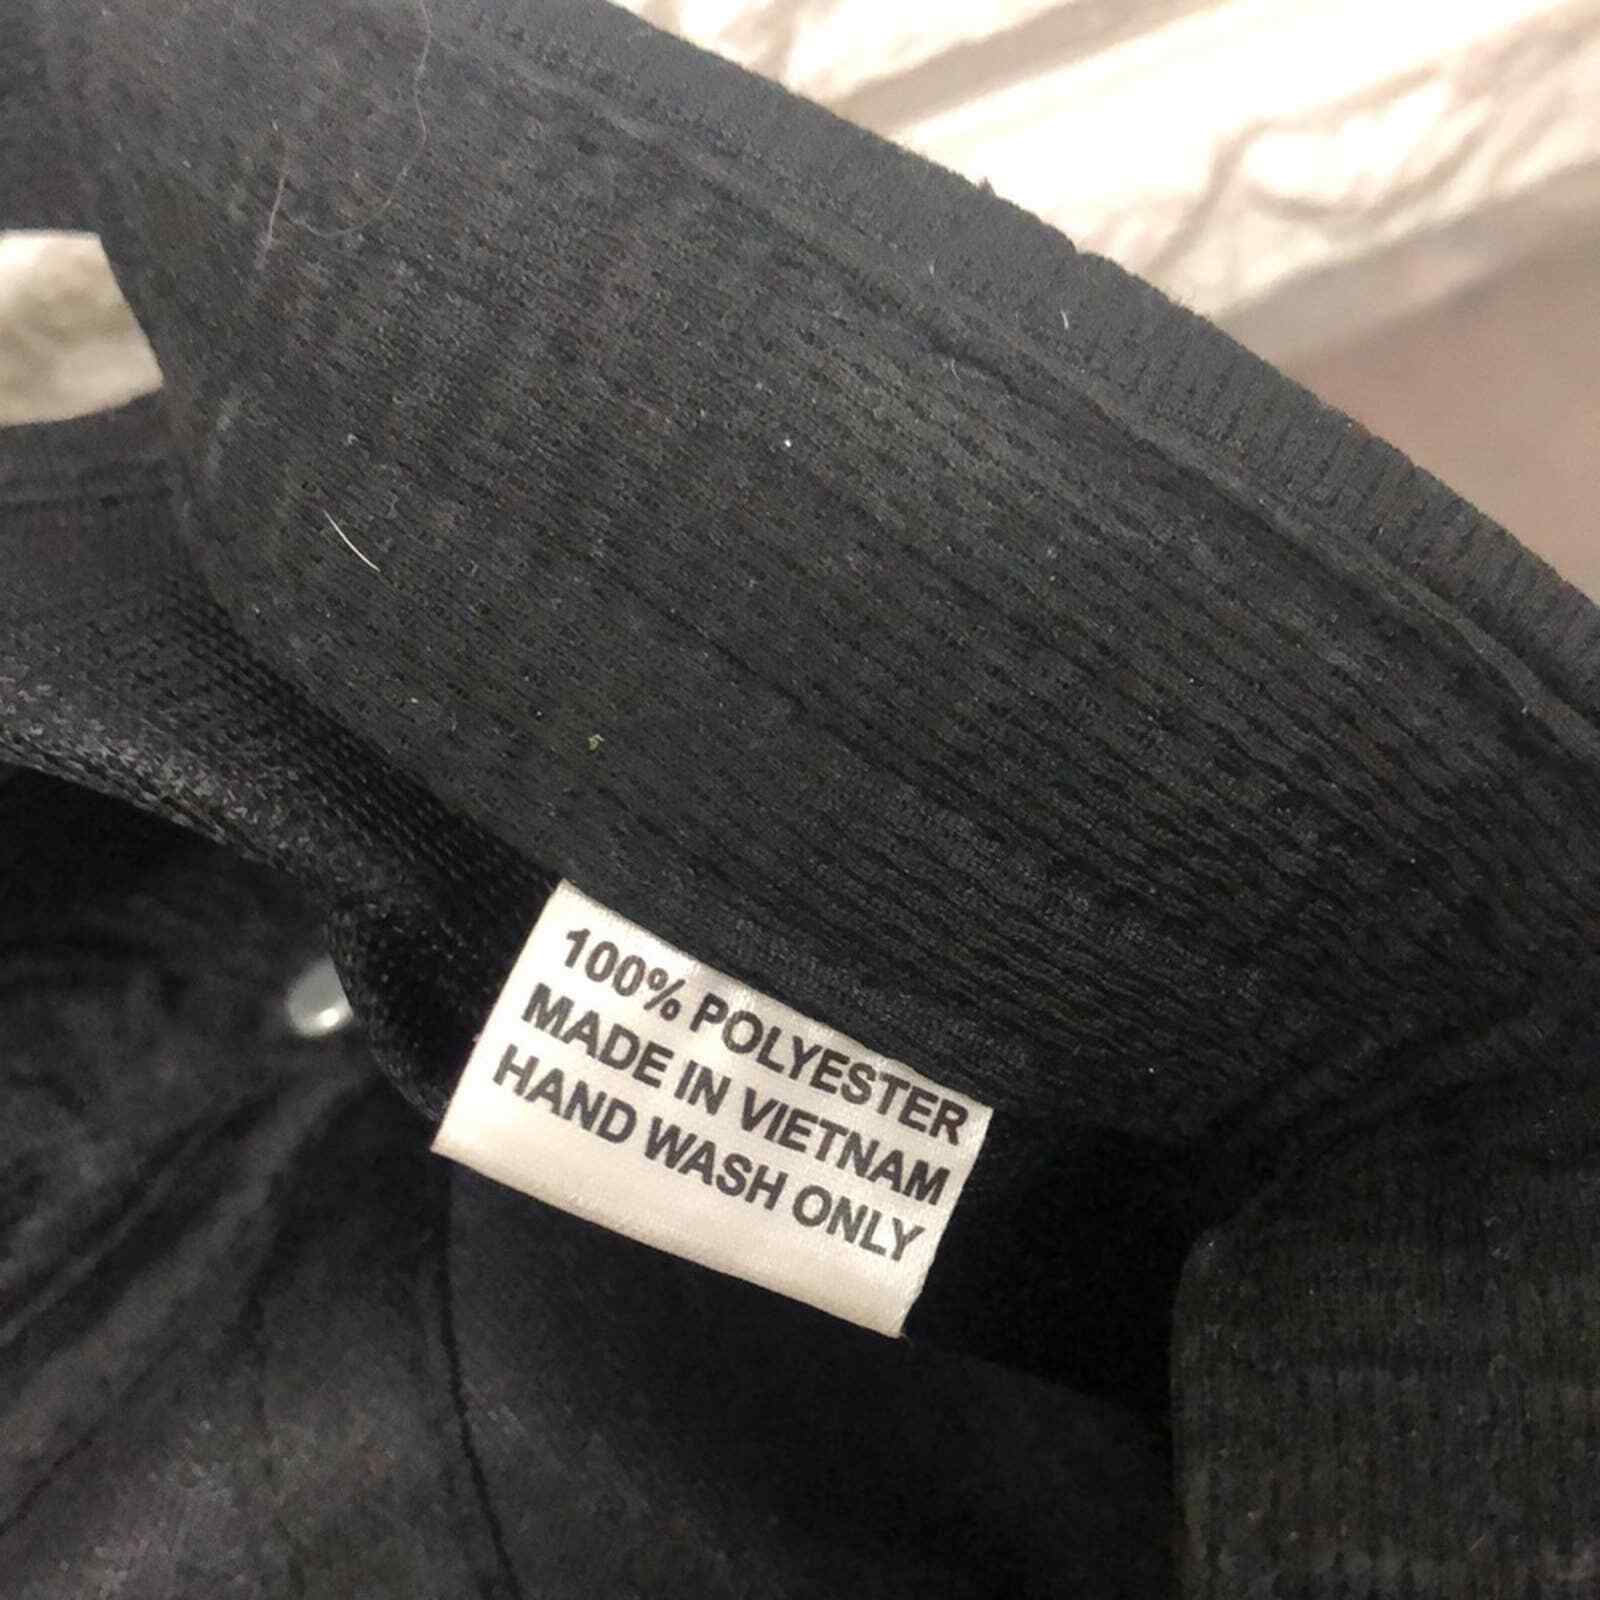 100% POLYESTER
MADE IN VIETNAM
HAND WASH ONLY